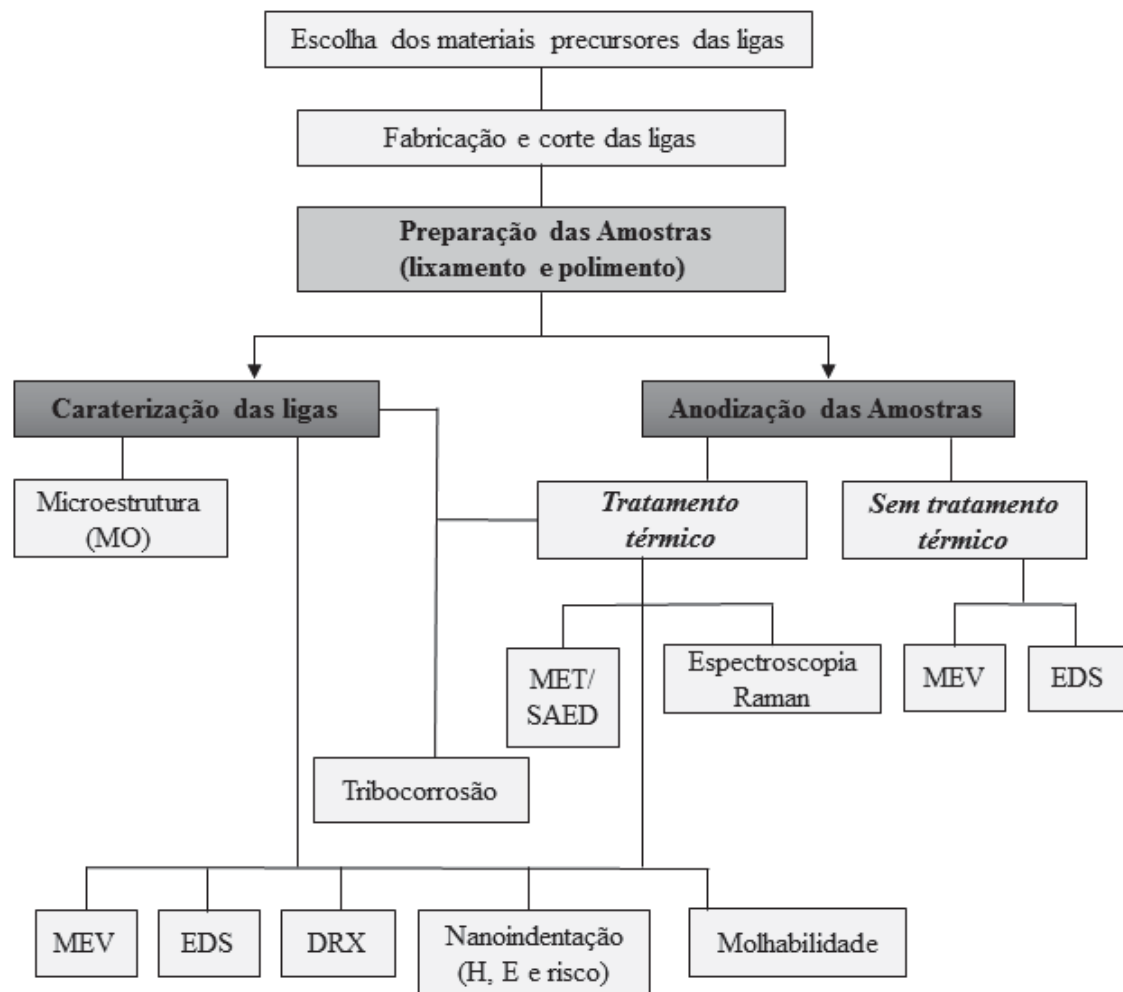 Escolha dos materiais precursores das ligas
Fabricação e corte das ligas
Preparação das Amostras
(lixamento e polimento)
Caraterização das ligas
Anodização das Amostras
Microestrutura
(MO)
Tratamento
térmico
Sem tratamento
térmico
MET/
SAED
Espectroscopia
Raman
MEV
EDS
Tribocorrosão
MEV
EDS
DRX
Nanoindentação
(H, E e risco)
Molhabilidade